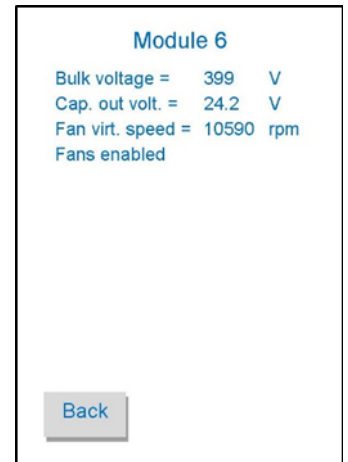 Module 6
Bulk voltage = 399 V
Cap. out volt. = 24.2 V
Fan virt. speed = 10590 rpm
Fans enabled
Back